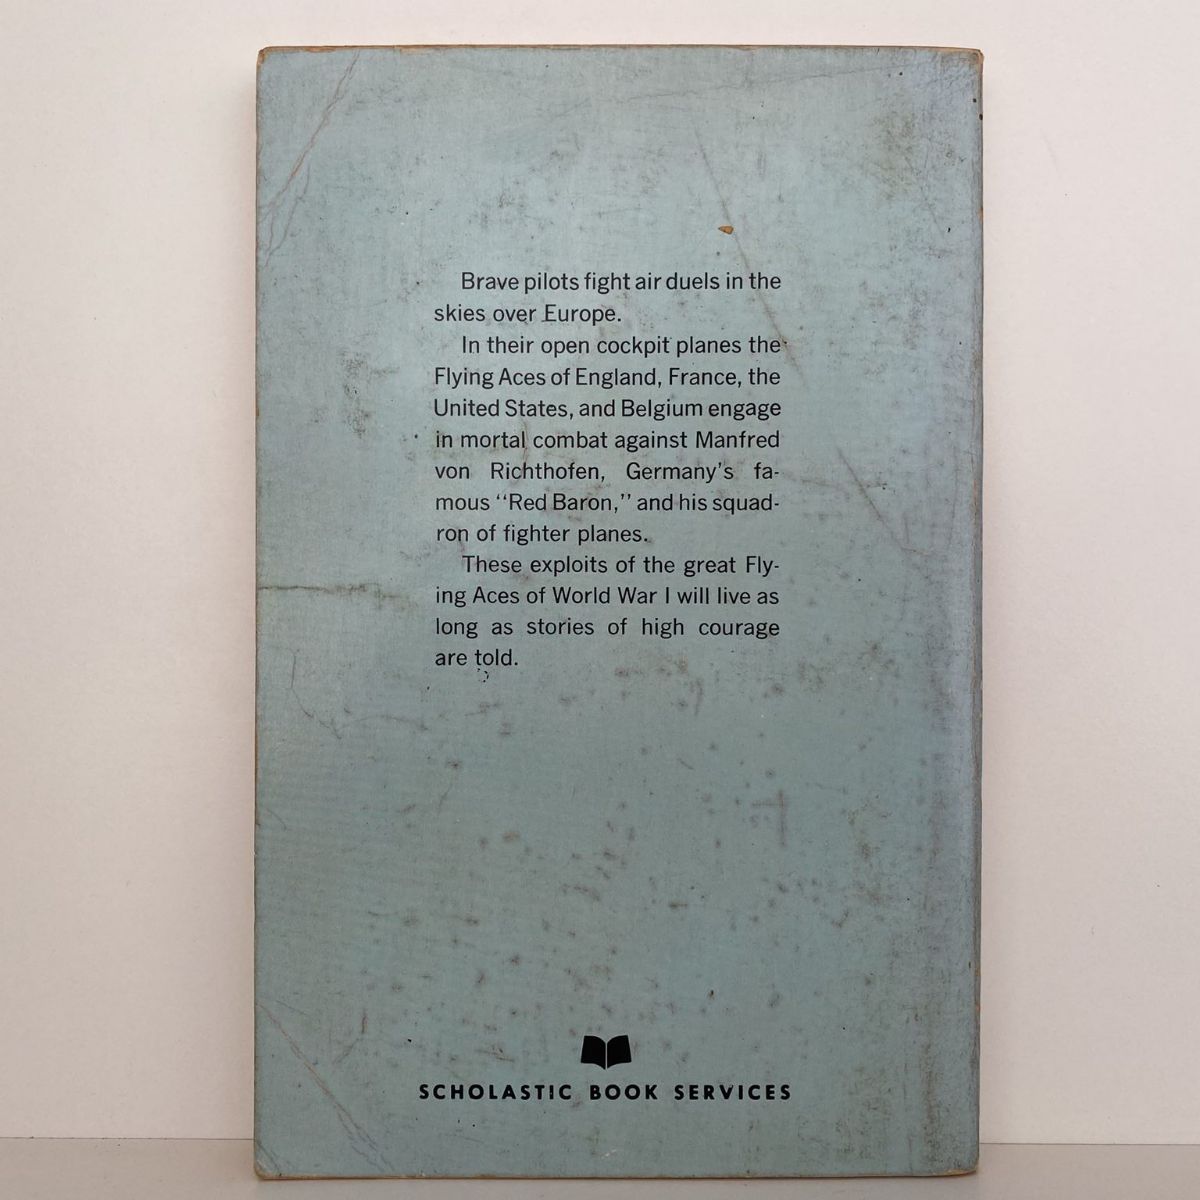 Brave pilots fight air duels in the
skies over Europe.
In their open cockpit planes the
Flying Aces of England, France, the
United States, and Belgium engage
in mortal combat against Manfred
von Richthofen, Germany's fa-
mous “Red Baron,” and his squad-
ron of fighter planes.
These exploits of the great Fly-
ing Aces of World War I will live as
long as stories of high courage
are told.
SCHOLASTIC BOOK SERVICES